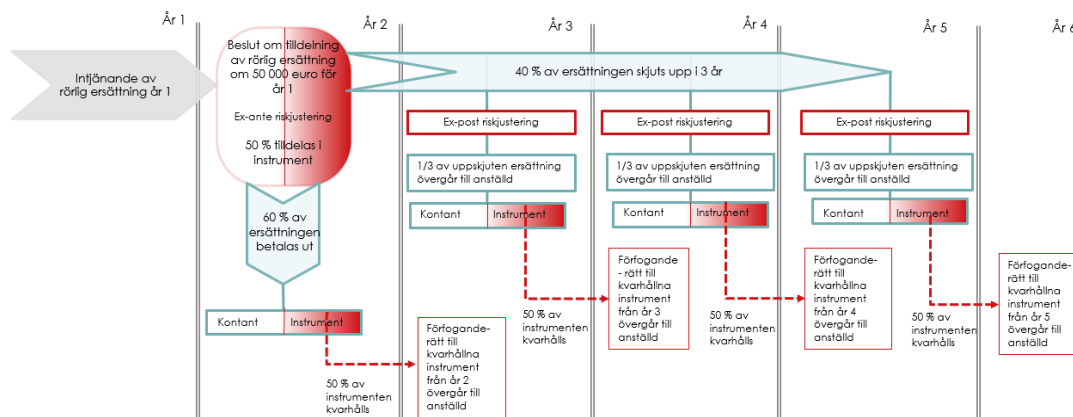 År 1
År 2
År 3
År 4
År 5
År 6
Intjänande av
rörlig ersättning år 1
Beslut om tilldelning
av rörlig ersättning
om 50 000 euro för
år 1
Ex-ante riskjustering
50 % tilldelas i
instrument
40 % av ersättningen skjuts upp i 3 år
60 % av
ersättningen
betalas ut
Kontant
Instrument
50 % av
instrumenten
kvarhålls
Förfogande-
rätt till
kvarhållna
instrument
från år 2
övergår till
anställd
Ex-post riskjustering
1/3 av uppskjuten ersättning
övergår till anställd
Kontant
Instrument
50 % av
instrumenten
kvarhålls
Förfogande
- rätt till
kvarhållna
instrument
från år 3
övergår till
anställd
Ex-post riskjustering
1/3 av uppskjuten ersättning
övergår till anställd
Kontant
Instrument
50 % av
instrumenten
kvarhålls
Förfogande-
rätt till
kvarhållna
instrument
från år 4
övergår till
anställd
Ex-post riskjustering
1/3 av uppskjuten ersättning
övergår till anställd
Kontant
Instrument
50 % av
instrumenten
kvarhålls
Förfogande-
rätt till
kvarhållna
instrument
från år 5
övergår till
anställd